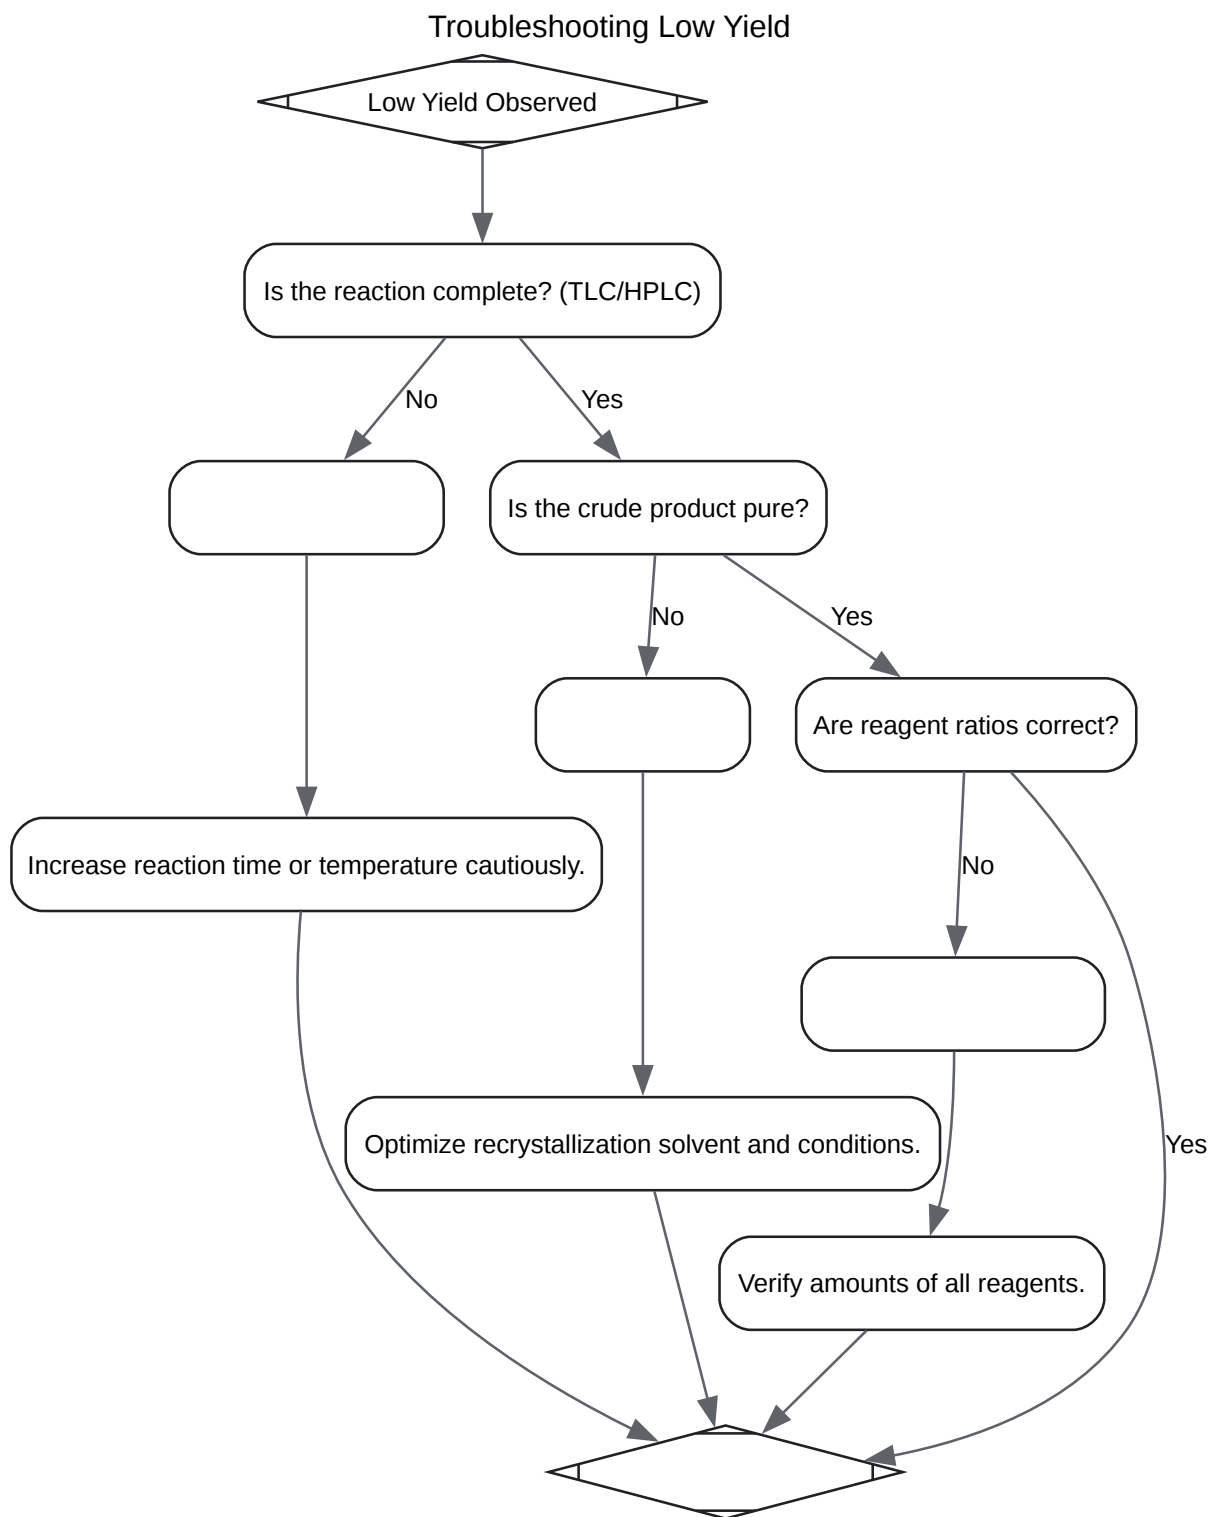 Troubleshooting Low Yield
Low Yield Observed
Is the reaction complete? (TLC/HPLC)
No
Yes
Is the crude product pure?
No
Yes
Are reagent ratios correct?
Increase reaction time or temperature cautiously.
No
Optimize recrystallization solvent and conditions.
Yes
Verify amounts of all reagents.